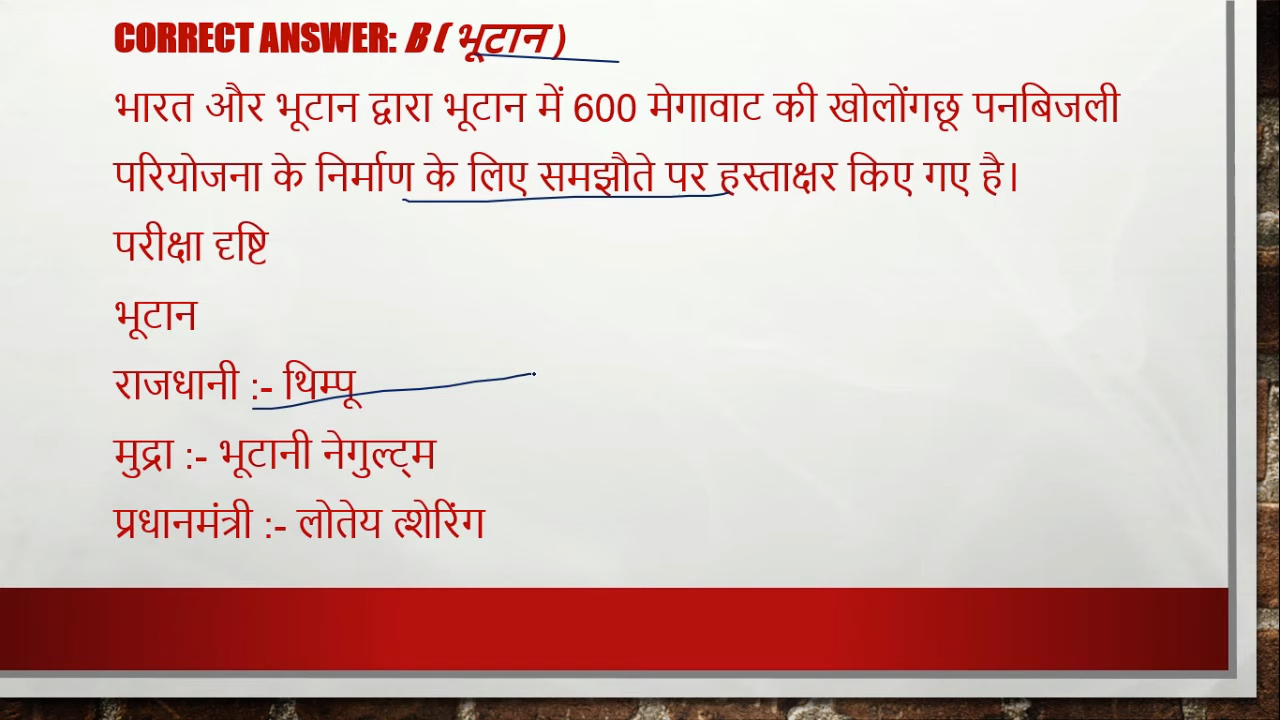 CORRECT ANSWER: B ( भूटान )
भारत और भूटान द्वारा भूटान में 600 मेगावाट की खोलोंगछू पनबिजली
परियोजना के निर्माण के लिए समझौते पर हस्ताक्षर किए गए है।
परीक्षा दृष्टि
भूटान
राजधानी :- थिम्पू
मुद्रा :- भूटानी नेगुल्ट्म
प्रधानमंत्री :- लोतेय त्शेरिंग